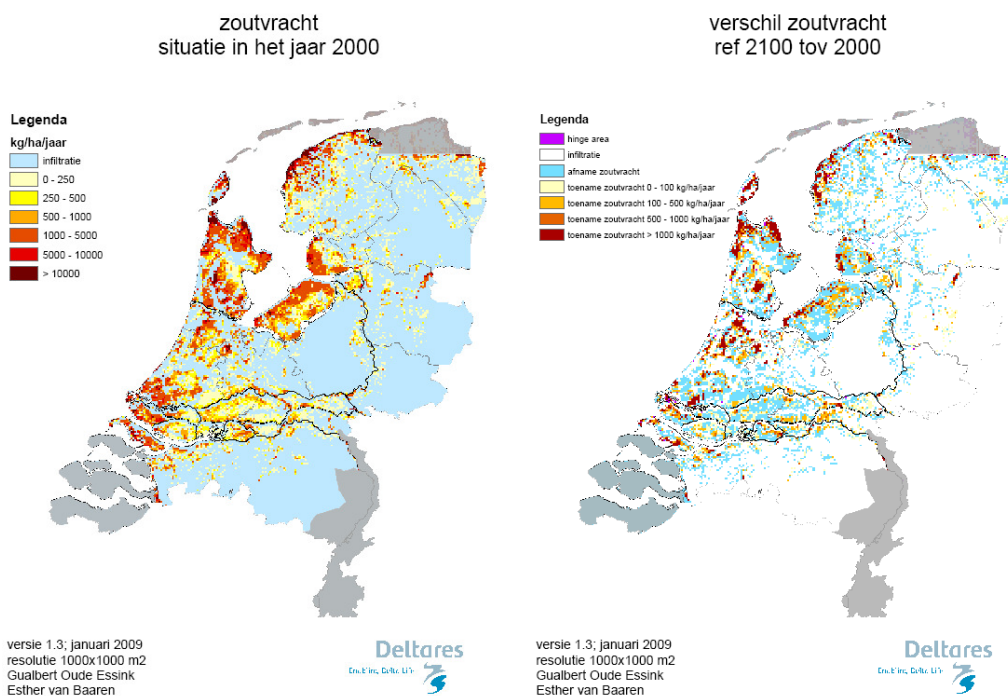 zoutvracht
situatie in het jaar 2000
Legenda
kg/ha/jaar
infiltratie
0 - 250
250 - 500
500 - 1000
1000 - 5000
5000 - 10000
> 10000
versie 1.3; januari 2009
resolutie 1000x1000 m2
Gualbert Oude Essink
Esther van Baaren
Deltares
verschil zoutvracht
ref 2100 tov 2000
Legenda
hinge area
infiltratie
afname zoutvracht
toename zoutvracht 0 - 100 kg/ha/jaar
toename zoutvracht 100 - 500 kg/ha/jaar
toename zoutvracht 500 - 1000 kg/ha/jaar
toename zoutvracht > 1000 kg/ha/jaar
versie 1.3; januari 2009
resolutie 1000x1000 m2
Gualbert Oude Essink
Esther van Baaren
Deltares